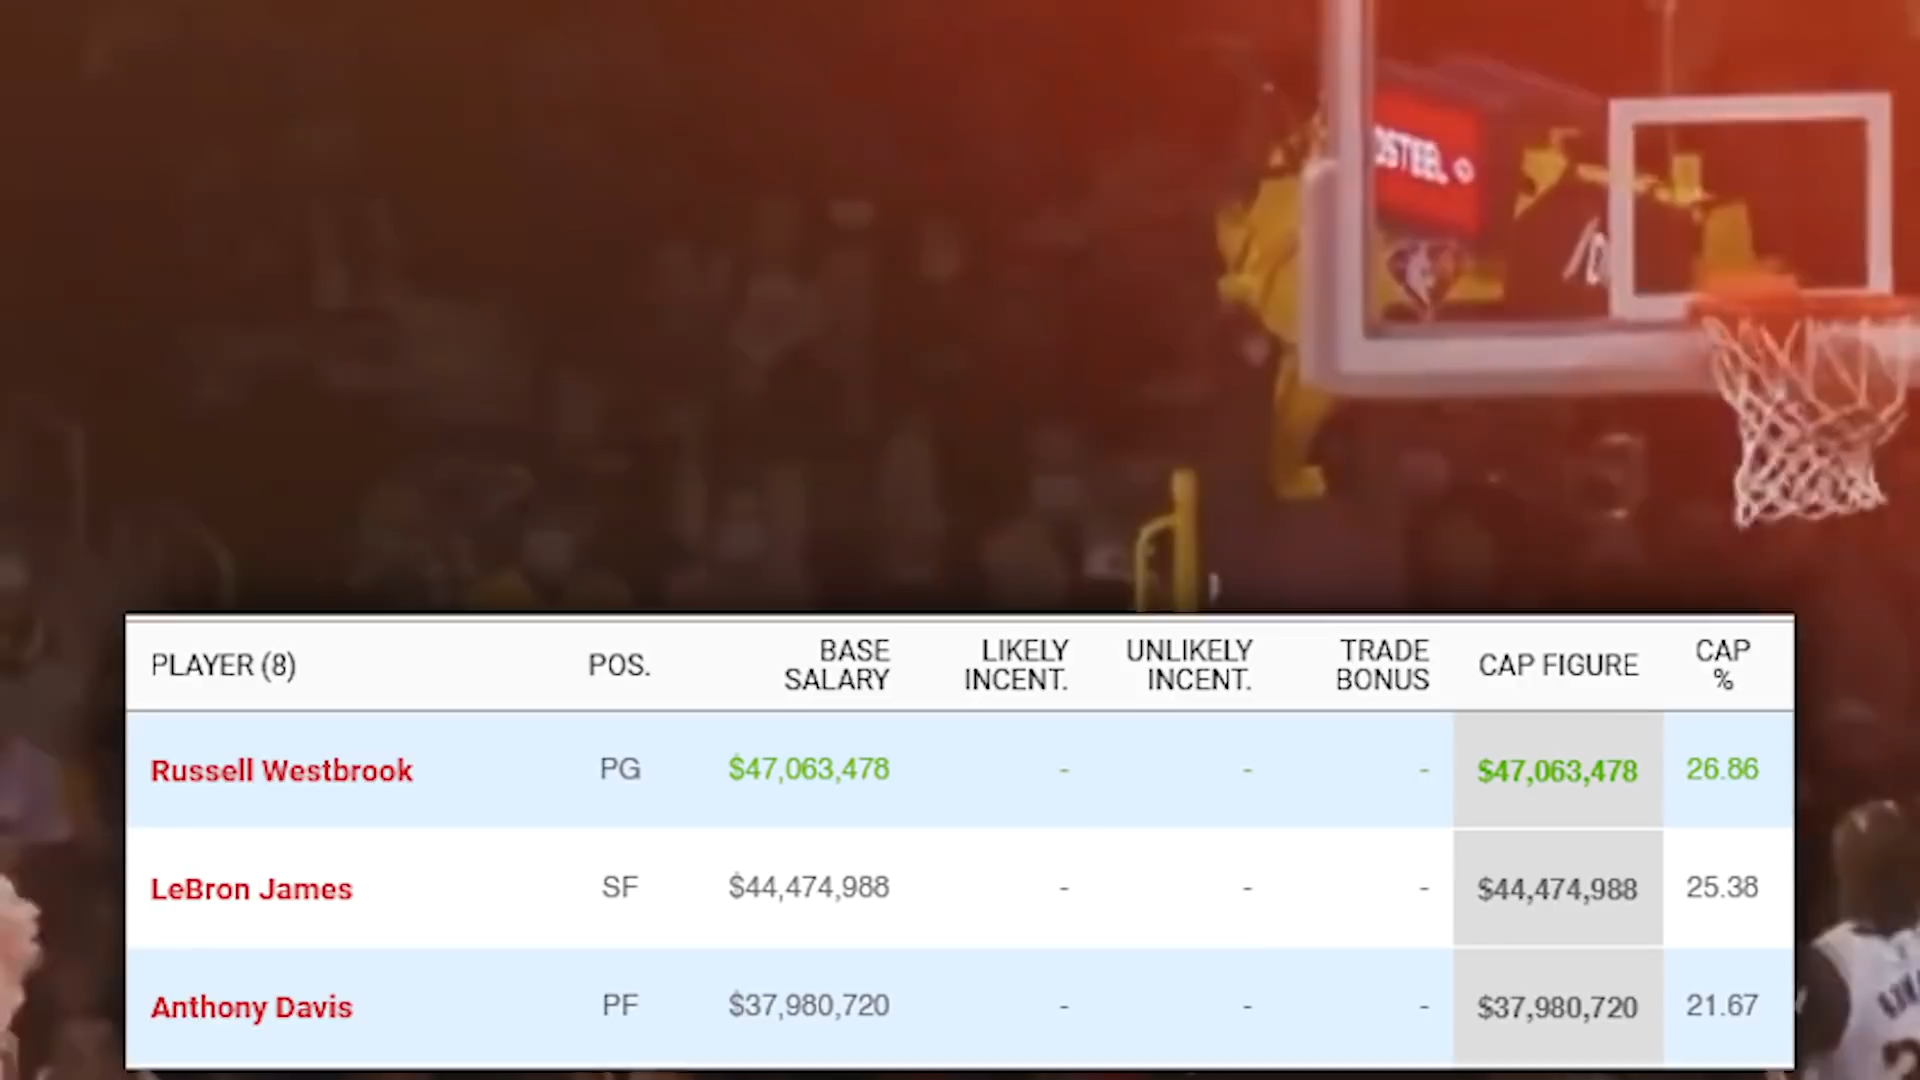 OSTEEL
PLAYER (8) POS. BASE SALARY LIKELY INCENT. UNLIKELY INCENT. TRADE BONUS CAP FIGURE CAP %
Russell Westbrook PG $47,063,478 - - - $47,063,478 26.86
LeBron James SF $44,474,988 - - - $44,474,988 25.38
Anthony Davis PF $37,980,720 - - - $37,980,720 21.67